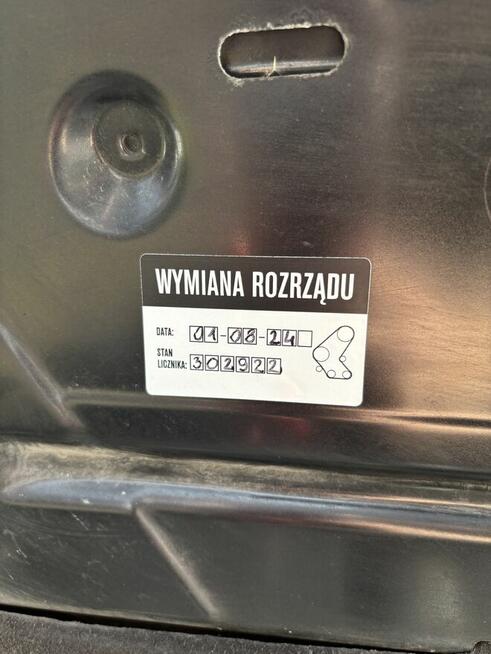 WYMIANA ROZRZĄDU
DATA: 01-08-24
STAN
LICZNIKA: 302922